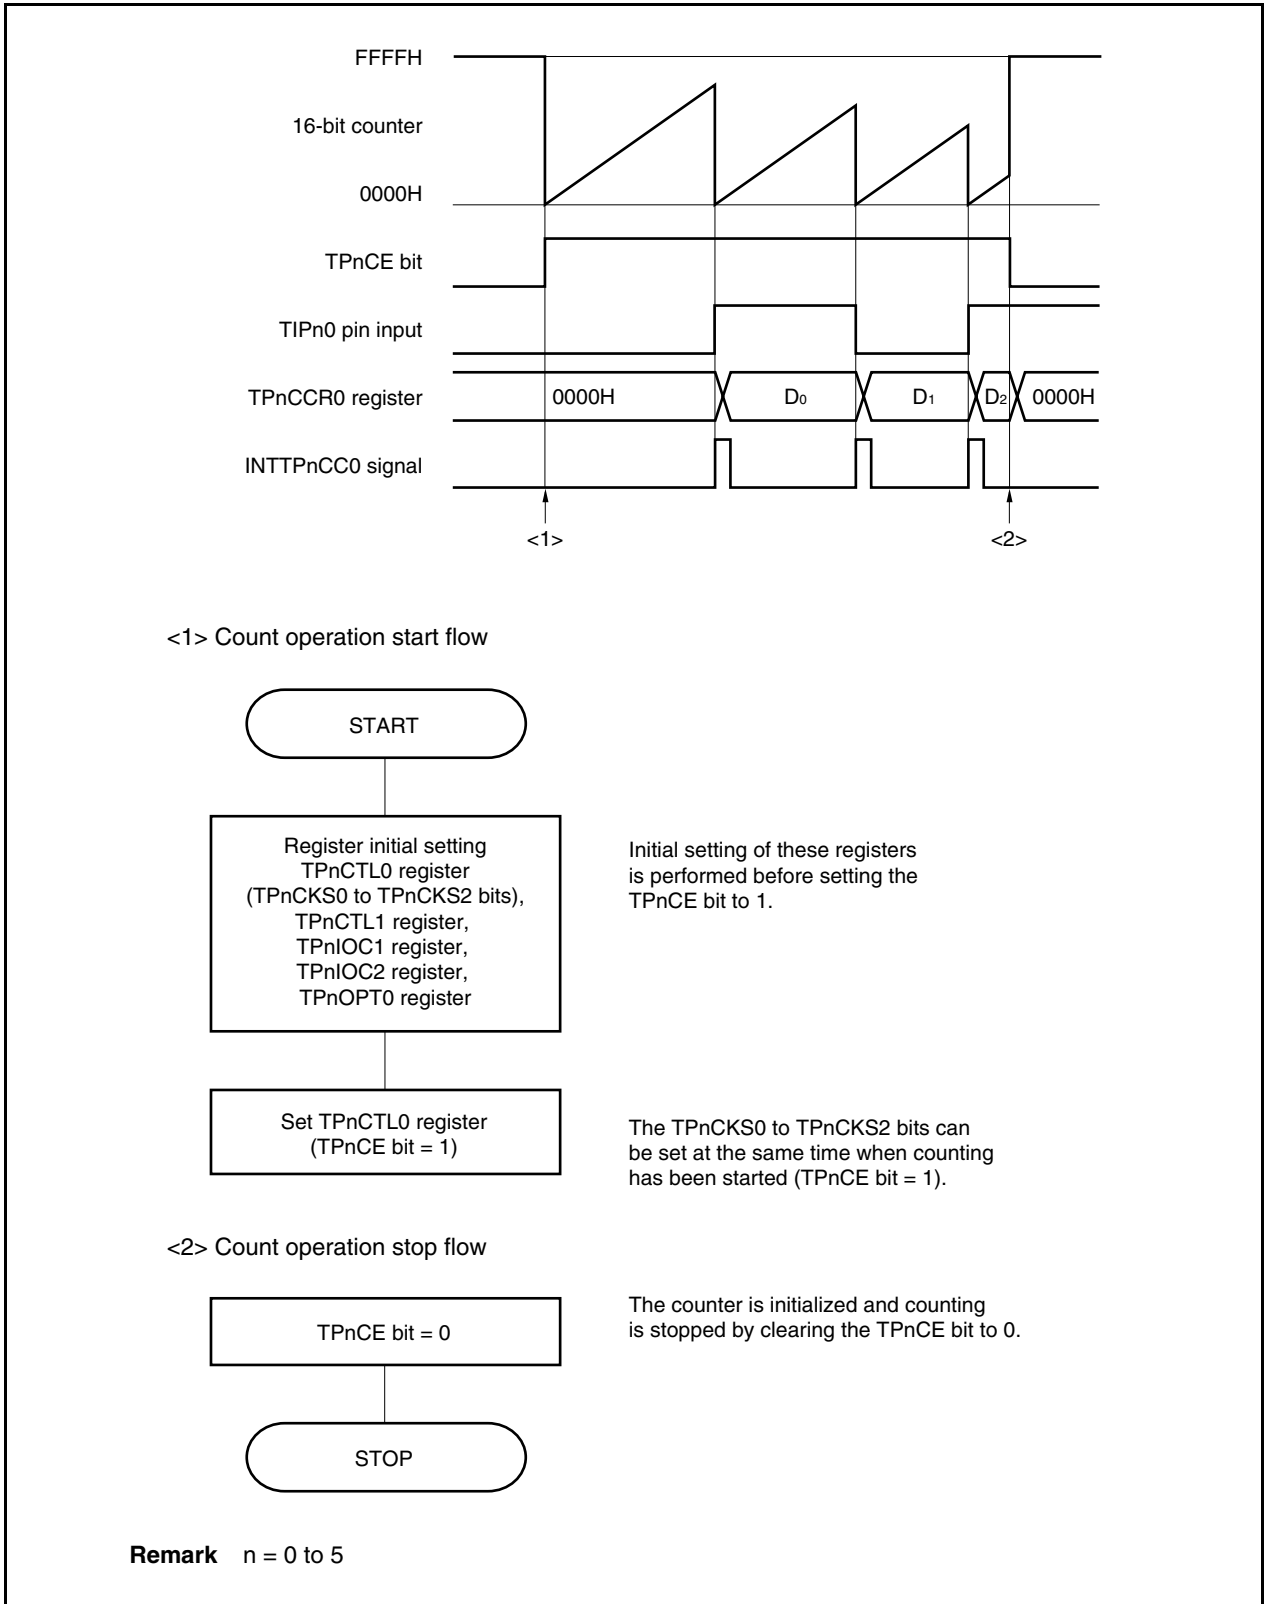 FFFFH
16-bit counter
0000H
TPnCE bit
TIPn0 pin input
TPnCCR0 register
0000H
D0
D1
D2
0000H
INTTPnCC0 signal
<1>
<2>
<1> Count operation start flow
START
Register initial setting
TPnCTL0 register
(TPnCKS0 to TPnCKS2 bits),
TPnCTL1 register,
TPnIOC1 register,
TPnIOC2 register,
TPnOPT0 register
Initial setting of these registers
is performed before setting the
TPnCE bit to 1.
Set TPnCTL0 register
(TPnCE bit = 1)
The TPnCKS0 to TPnCKS2 bits can
be set at the same time when counting
has been started (TPnCE bit = 1).
<2> Count operation stop flow
TPnCE bit = 0
The counter is initialized and counting
is stopped by clearing the TPnCE bit to 0.
STOP
Remark n = 0 to 5